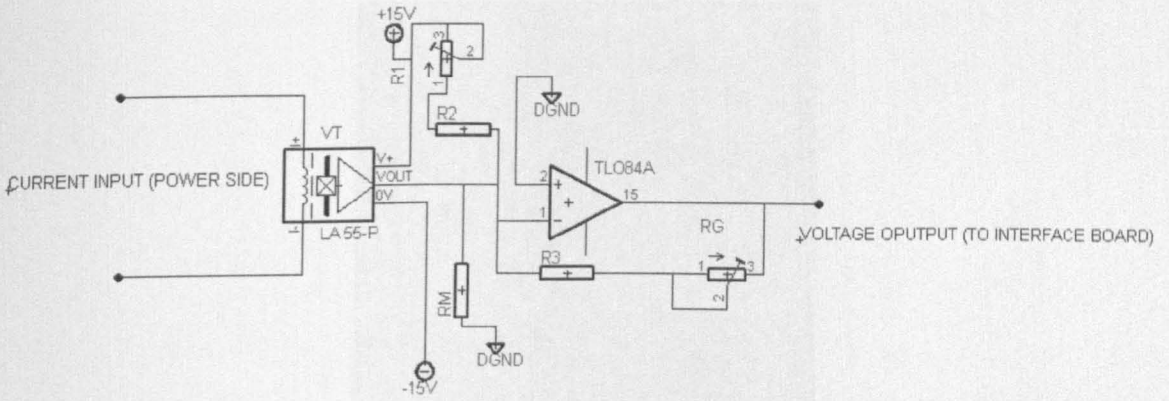 +15V
R1
3
2
1
R2
DGND
VT
V+
VOUT
0V
LA 55-P
I+
I-
CURRENT INPUT (POWER SIDE)
TL084A
2
1
15
RG
VOLTAGE OPUTPUT (TO INTERFACE BOARD)
R3
1
3
2
RM
DGND
-15V